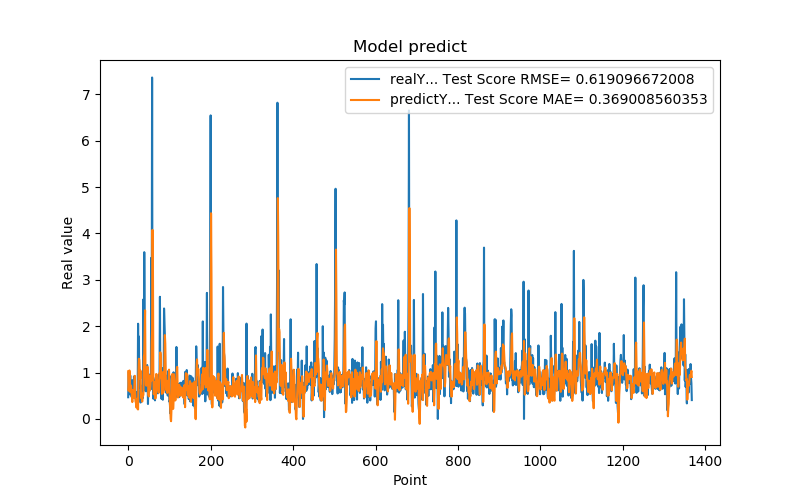 Model predict
realY... Test Score RMSE= 0.619096672008
predictY... Test Score MAE= 0.369008560353
Real value
7
6
5
4
3
2
1
0
0 200 400 600 800 1000 1200 1400
Point